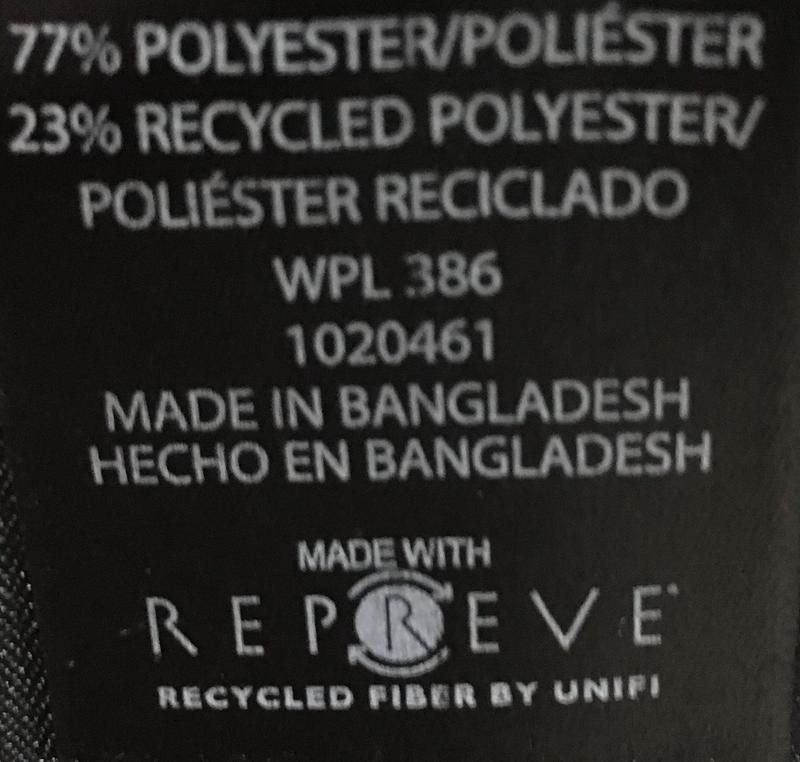 77% POLYESTER/POLIÉSTER
23% RECYCLED POLYESTER/
POLIÉSTER RECICLADO
WPL 386
1020461
MADE IN BANGLADESH
HECHO EN BANGLADESH
MADE WITH
REPREVE
RECYCLED FIBER BY UNIFI